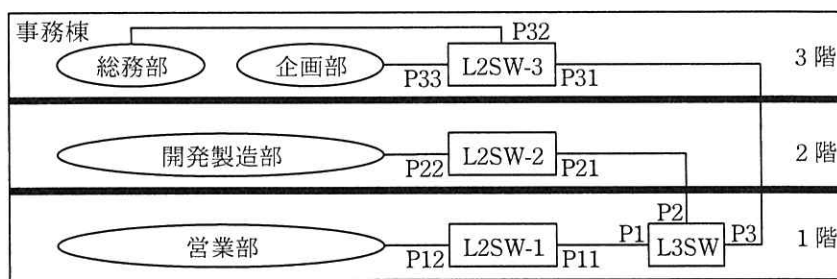 事務棟
P32
総務部 企画部 P33 L2SW-3 P31 3階
開発製造部 P22 L2SW-2 P21 2階
P2
営業部 P12 L2SW-1 P11 P1 L3SW P3 1階